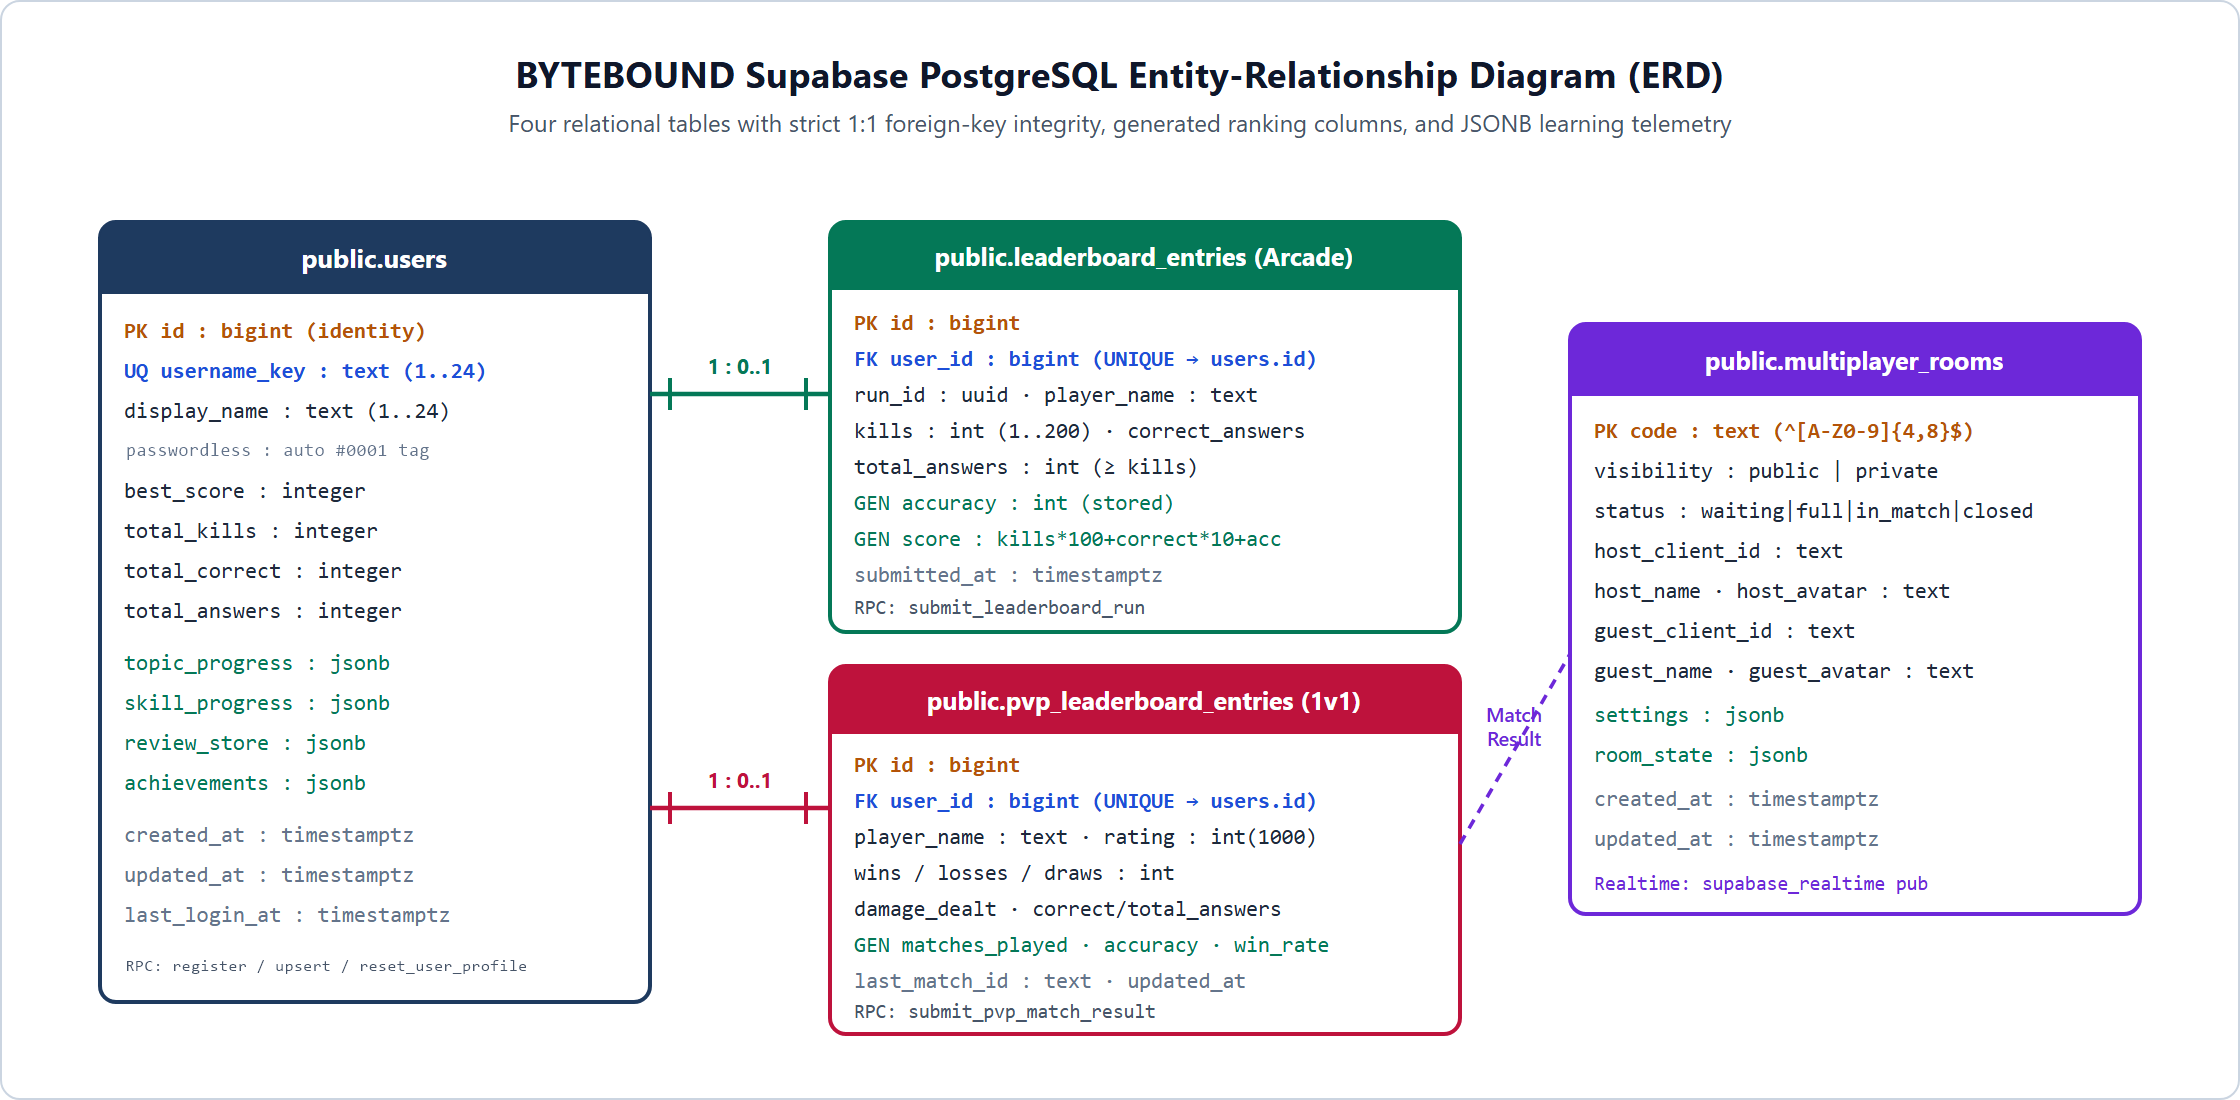 BYTEBOUND Supabase PostgreSQL Entity-Relationship Diagram (ERD)
Four relational tables with strict 1:1 foreign-key integrity, generated ranking columns, and JSONB learning telemetry
public.users
PK id : bigint (identity)
UQ username_key : text (1..24)
display_name : text (1..24)
passwordless : auto #0001 tag
best_score : integer
total_kills : integer
total_correct : integer
total_answers : integer
topic_progress : jsonb
skill_progress : jsonb
review_store : jsonb
achievements : jsonb
created_at : timestamptz
updated_at : timestamptz
last_login_at : timestamptz
RPC: register / upsert / reset_user_profile
1 : 0..1
1 : 0..1
public.leaderboard_entries (Arcade)
PK id : bigint
FK user_id : bigint (UNIQUE → users.id)
run_id : uuid · player_name : text
kills : int (1..200) · correct_answers
total_answers : int (≥ kills)
GEN accuracy : int (stored)
GEN score : kills*100+correct*10+acc
submitted_at : timestamptz
RPC: submit_leaderboard_run
public.pvp_leaderboard_entries (1v1)
PK id : bigint
FK user_id : bigint (UNIQUE → users.id)
player_name : text · rating : int(1000)
wins / losses / draws : int
damage_dealt · correct/total_answers
GEN matches_played · accuracy · win_rate
last_match_id : text · updated_at
RPC: submit_pvp_match_result
Match
Result
public.multiplayer_rooms
PK code : text (^[A-Z0-9]{4,8}$)
visibility : public | private
status : waiting|full|in_match|closed
host_client_id : text
host_name · host_avatar : text
guest_client_id : text
guest_name · guest_avatar : text
settings : jsonb
room_state : jsonb
created_at : timestamptz
updated_at : timestamptz
Realtime: supabase_realtime pub